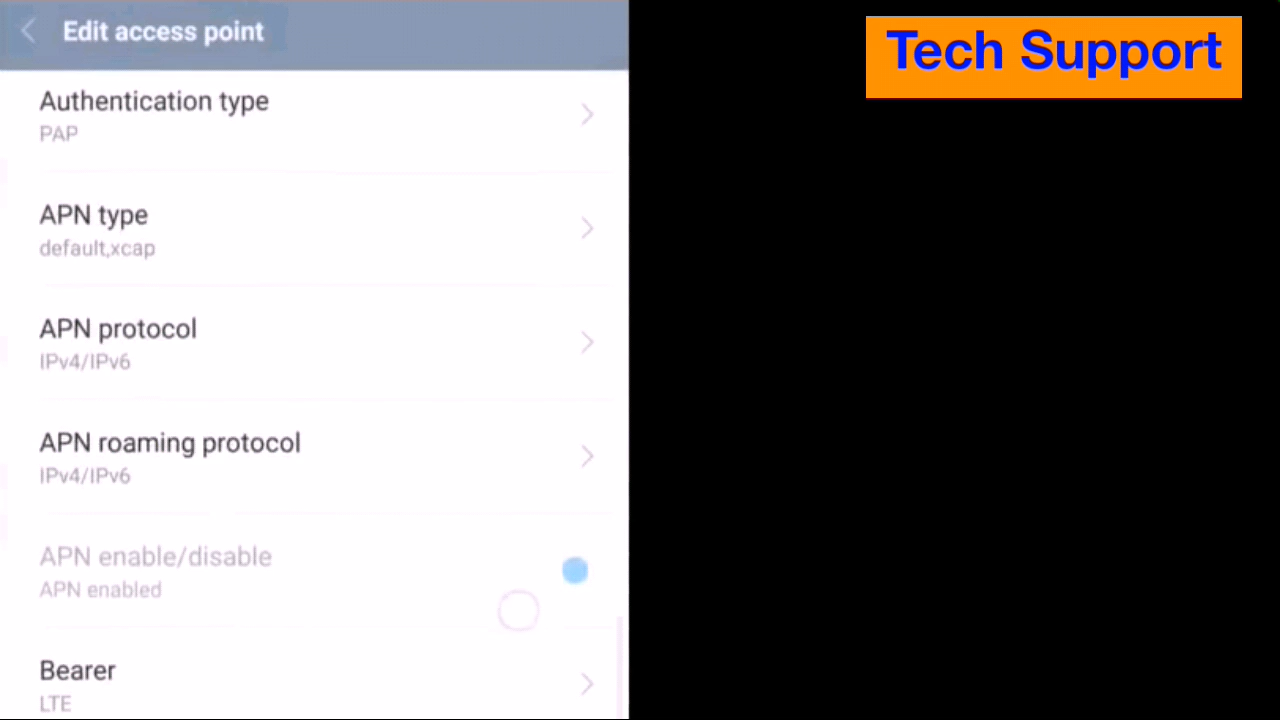 Edit access point
Tech Support
Authentication type
PAP
APN type
default,xcap
APN protocol
IPv4/IPv6
APN roaming protocol
IPv4/IPv6
APN enable/disable
APN enabled
Bearer
LTE